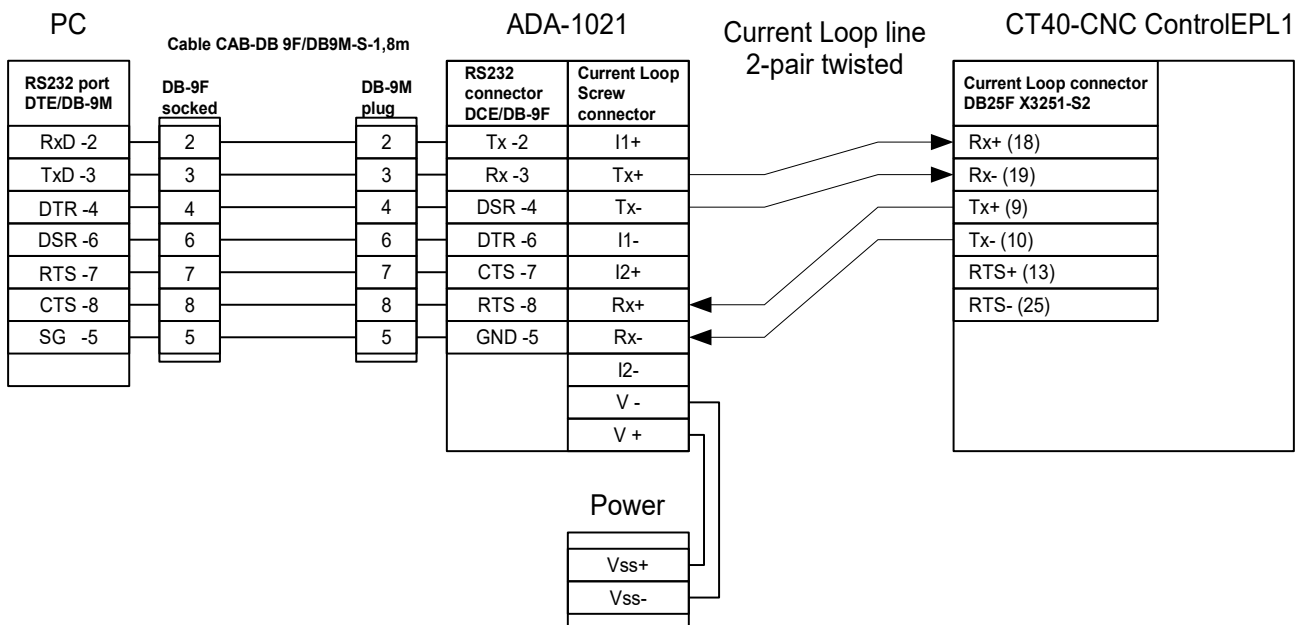 PC
Cable CAB-DB 9F/DB9M-S-1,8m
ADA-1021
Current Loop line
2-pair twisted
CT40-CNC ControlEPL1
RS232 port
DTE/DB-9M
DB-9F
socked
DB-9M
plug
RS232
connector
DCE/DB-9F
Current Loop
Screw
connector
Current Loop connector
DB25F X3251-S2
RxD -2
2
2
Tx -2
I1+
Rx+ (18)
TxD -3
3
3
Rx -3
Tx+
Rx- (19)
DTR -4
4
4
DSR -4
Tx-
Tx+ (9)
DSR -6
6
6
DTR -6
I1-
Tx- (10)
RTS -7
7
7
CTS -7
I2+
RTS+ (13)
CTS -8
8
8
RTS -8
Rx+
RTS- (25)
SG -5
5
5
GND -5
Rx-
I2-
V -
V +
Power
Vss+
Vss-